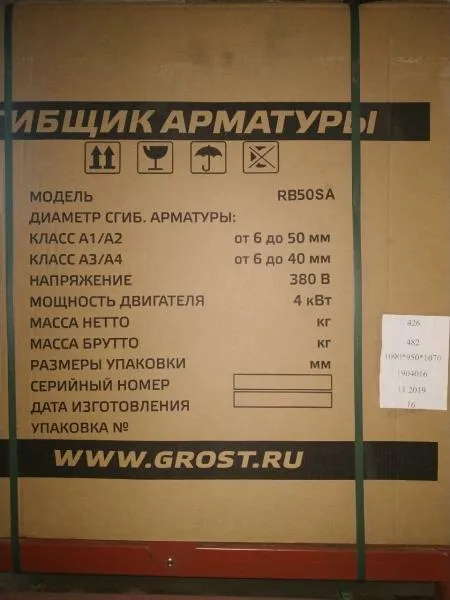 ГИБЩИК АРМАТУРЫ
МОДЕЛЬ RB50SA
ДИАМЕТР СГИБ. АРМАТУРЫ:
КЛАСС А1/А2 от 6 до 50 мм
КЛАСС А3/А4 от 6 до 40 мм
НАПРЯЖЕНИЕ 380 В
МОЩНОСТЬ ДВИГАТЕЛЯ 4 кВт
МАССА НЕТТО кг
МАССА БРУТТО кг
РАЗМЕРЫ УПАКОВКИ мм
СЕРИЙНЫЙ НОМЕР
ДАТА ИЗГОТОВЛЕНИЯ
УПАКОВКА №
426
482
1090*950*1070
1904016
11.2019
16
WWW.GROST.RU